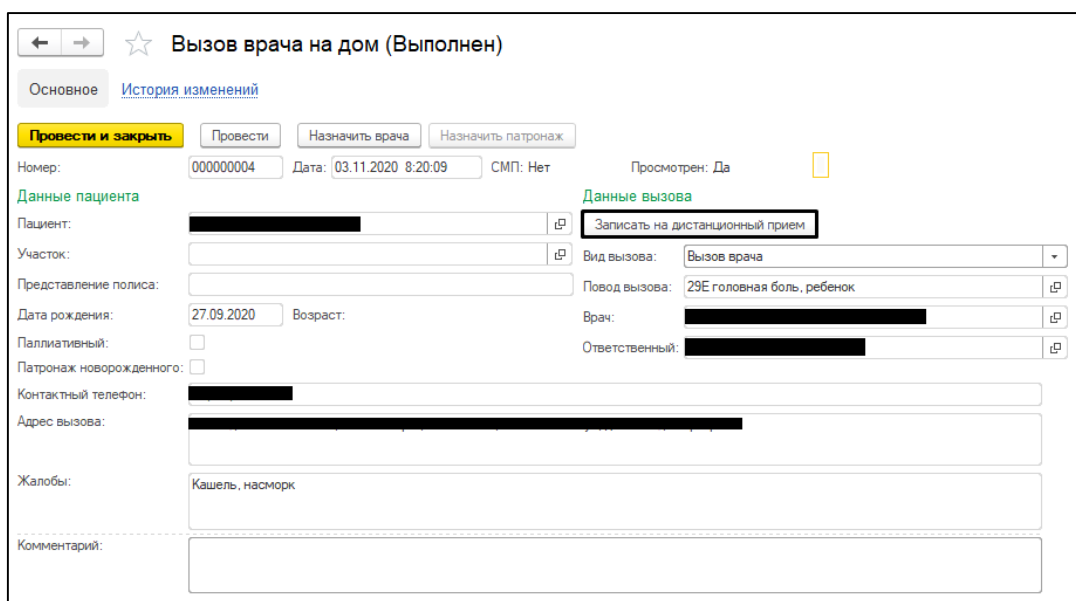 Вызов врача на дом (Выполнен)
Основное История изменений
Провести и закрыть Провести Назначить врача Назначить патронаж
Номер: 000000004 Дата: 03.11.2020 8:20:09 СМП: Нет Просмотрен: Да
Данные пациента Данные вызова
Пациент: Записать на дистанционный прием
Участок: Вид вызова: Вызов врача
Представление полиса: Повод вызова: 29Е головная боль, ребенок
Дата рождения: 27.09.2020 Возраст: Врач:
Паллиативный: Ответственный:
Патронаж новорожденного:
Контактный телефон:
Адрес вызова:
Жалобы: Кашель, насморк
Комментарий: